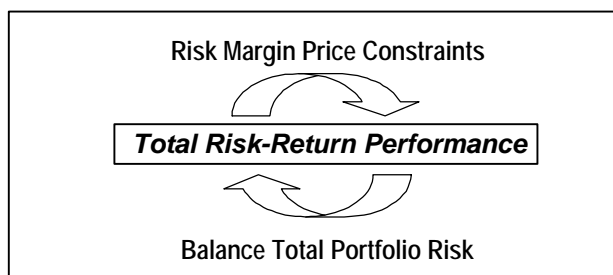 Risk Margin Price Constraints
Total Risk-Return Performance
Balance Total Portfolio Risk